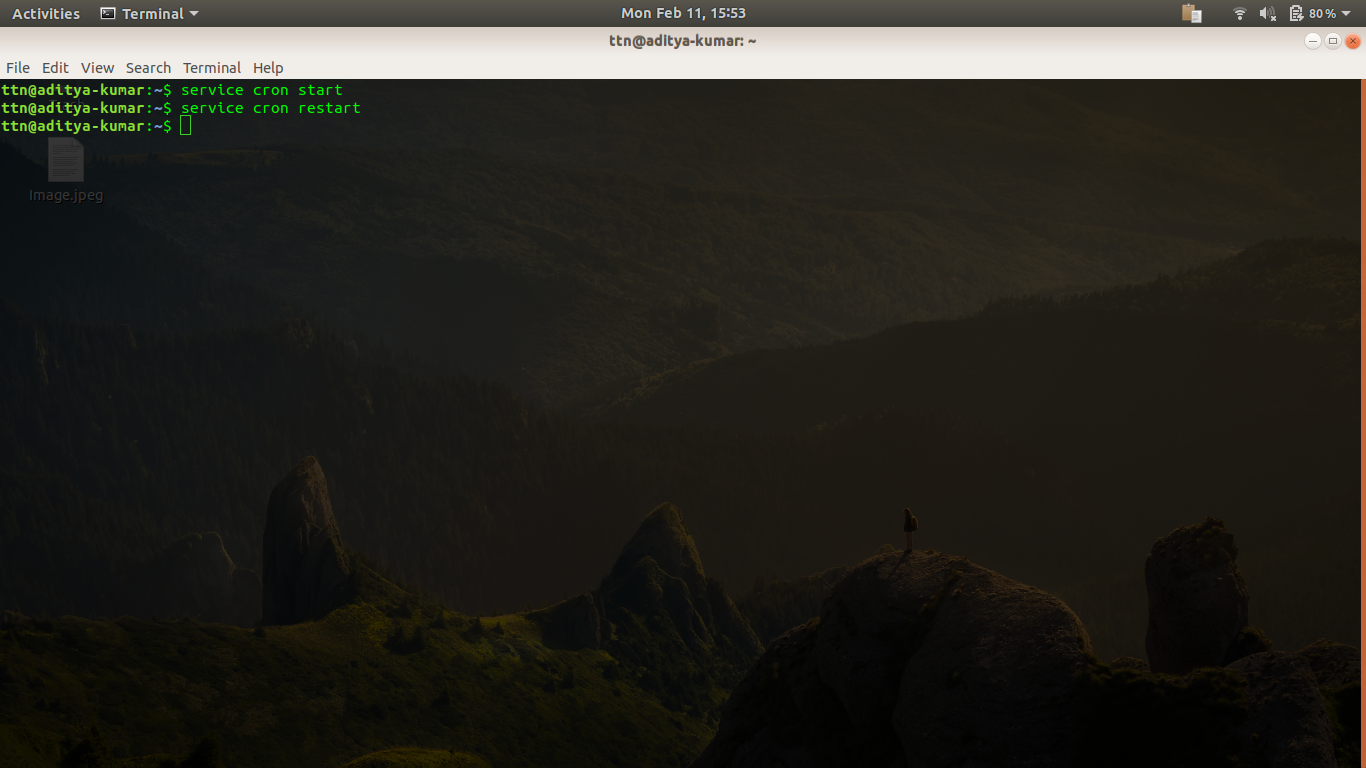 Activities Terminal Mon Feb 11, 15:53 80%
ttn@aditya-kumar: ~
File Edit View Search Terminal Help
ttn@aditya-kumar:~$ service cron start
ttn@aditya-kumar:~$ service cron restart
ttn@aditya-kumar:~$
Image.jpeg